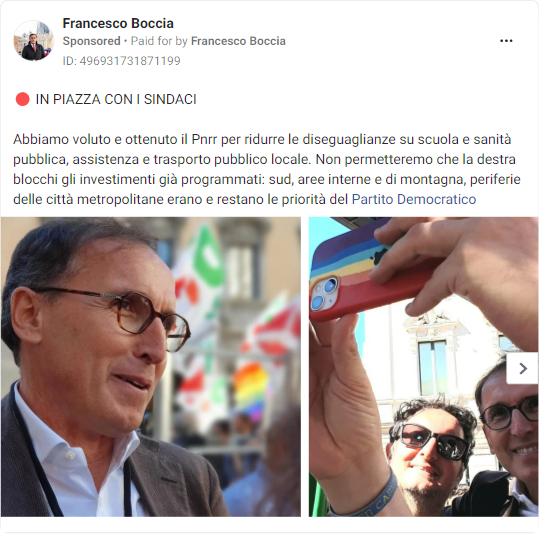 Francesco Boccia
Sponsored • Paid for by Francesco Boccia
ID: 496931731871199
🔴 IN PIAZZA CON I SINDACI
Abbiamo voluto e ottenuto il Pnrr per ridurre le diseguaglianze su scuola e sanità
pubblica, assistenza e trasporto pubblico locale. Non permetteremo che la destra
blocchi gli investimenti già programmati: sud, aree interne e di montagna, periferie
delle città metropolitane erano e restano le priorità del Partito Democratico